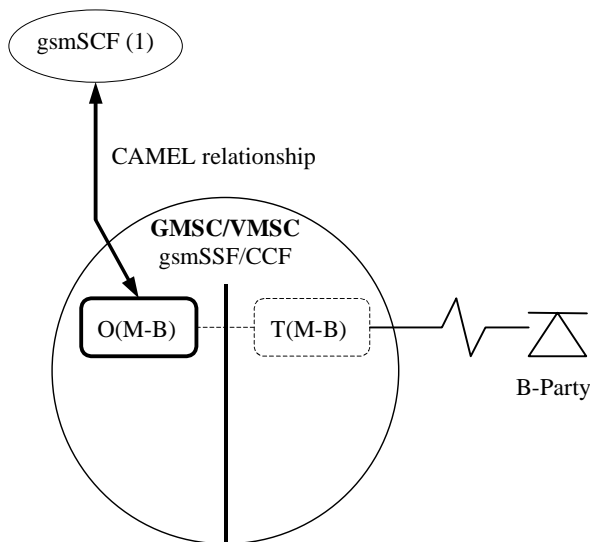 gsmSCF (1)
CAMEL relationship
GMSC/VMSC
gsmSSF/CCF
O(M-B)
T(M-B)
B-Party